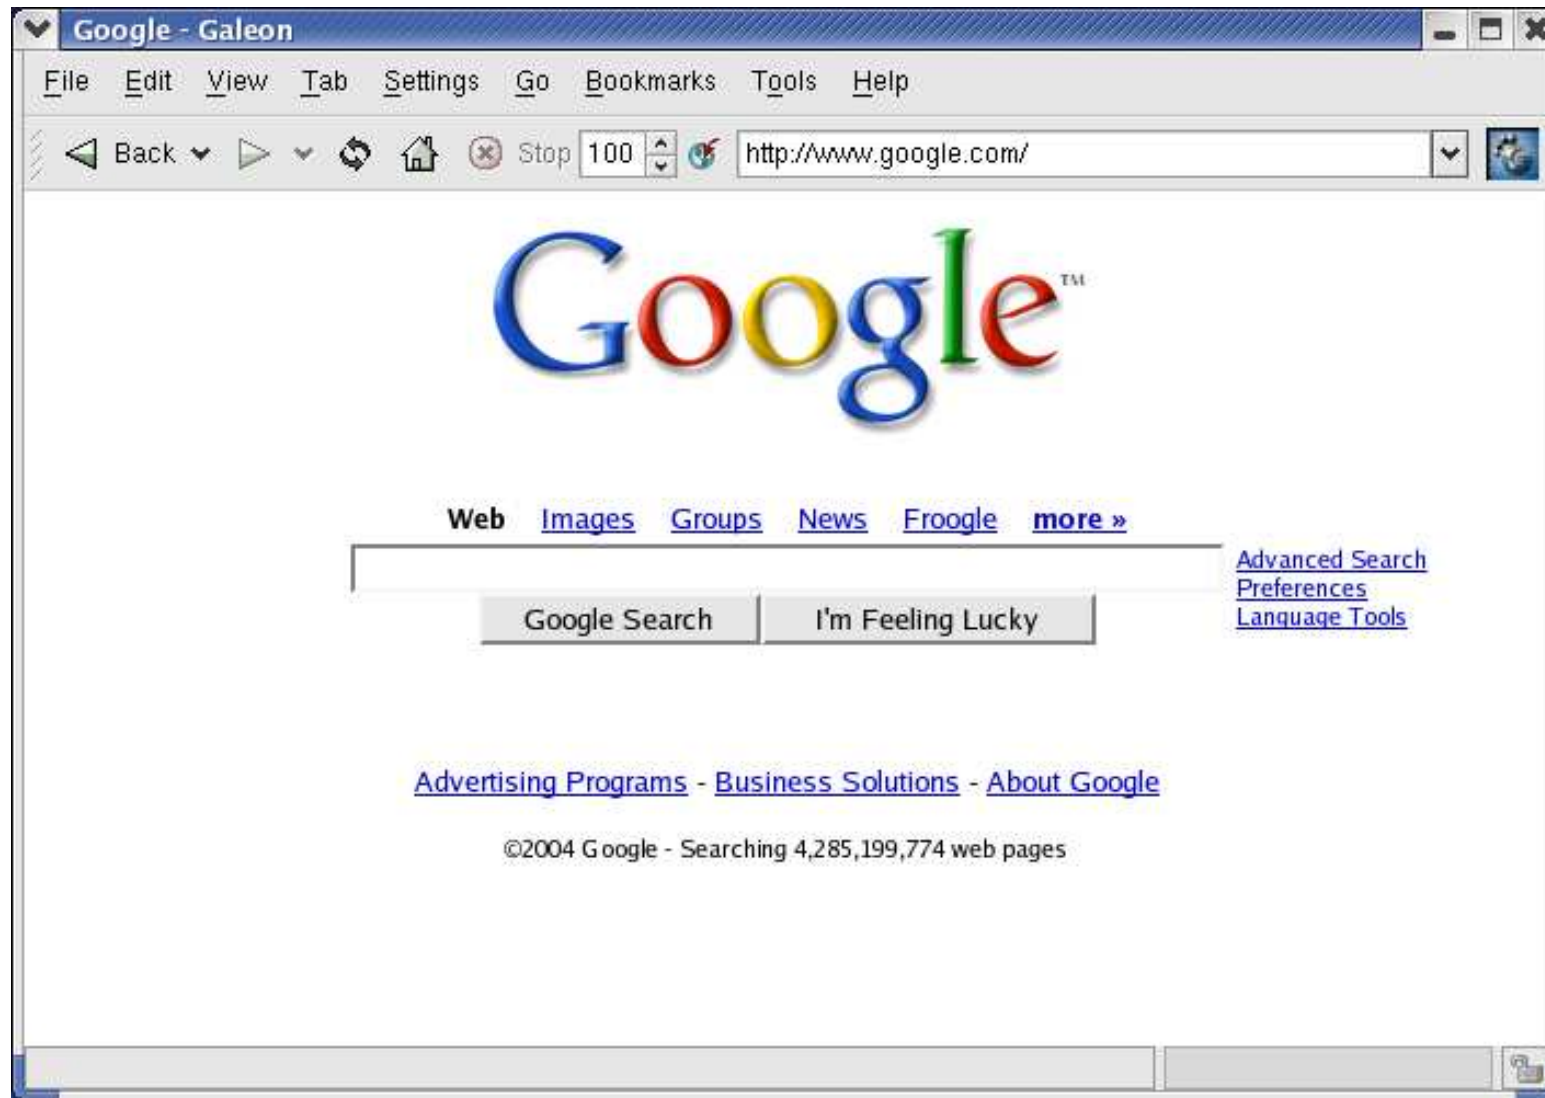 Google - Galeon
File Edit View Tab Settings Go Bookmarks Tools Help
Back Stop 100 http://www.google.com/
Google™
Web Images Groups News Froogle more »
Advanced Search
Preferences
Language Tools
Google Search I'm Feeling Lucky
Advertising Programs - Business Solutions - About Google
©2004 Google - Searching 4,285,199,774 web pages